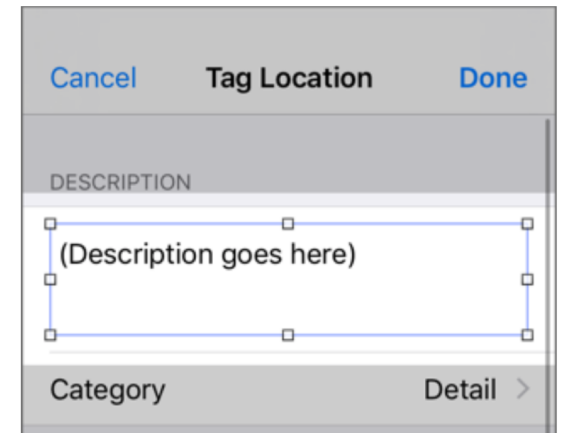 Cancel Tag Location Done
DESCRIPTION
(Description goes here)
Category Detail